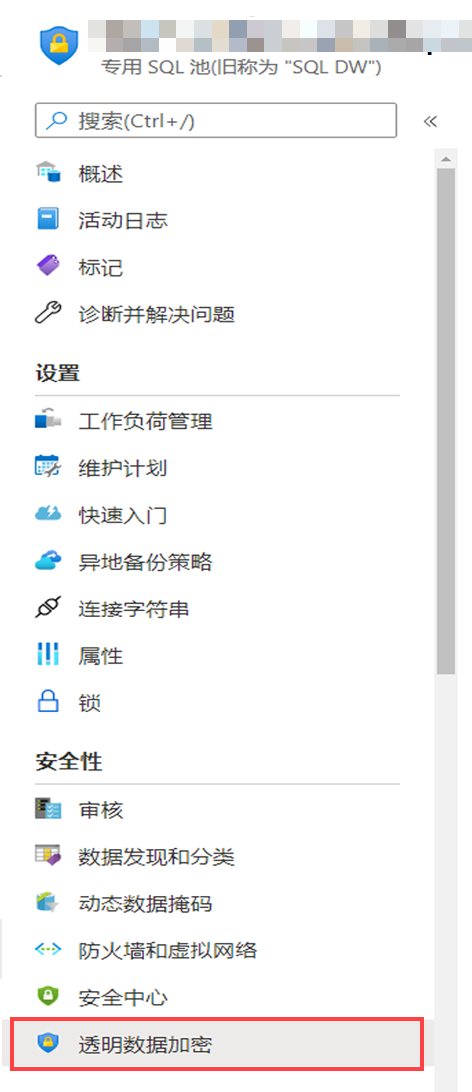 专用 SQL 池(旧称为 "SQL DW")
搜索(Ctrl+/)
«
概述
活动日志
标记
诊断并解决问题
设置
工作负荷管理
维护计划
快速入门
异地备份策略
连接字符串
属性
锁
安全性
审核
数据发现和分类
动态数据掩码
防火墙和虚拟网络
安全中心
透明数据加密